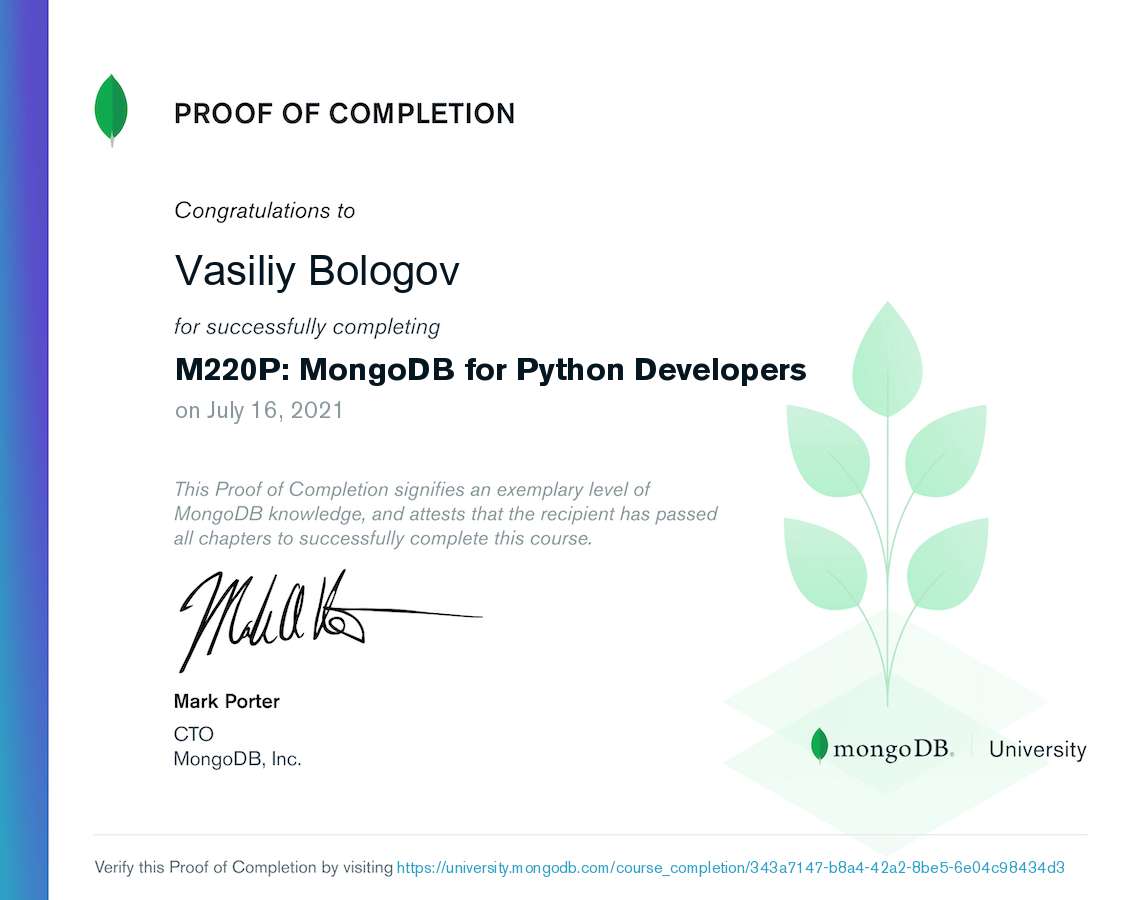 PROOF OF COMPLETION
Congratulations to
Vasiliy Bologov
for successfully completing
M220P: MongoDB for Python Developers
on July 16, 2021
This Proof of Completion signifies an exemplary level of
MongoDB knowledge, and attests that the recipient has passed
all chapters to successfully complete this course.
Mark Porter
CTO
MongoDB, Inc.
mongoDB® University
Verify this Proof of Completion by visiting https://university.mongodb.com/course_completion/343a7147-b8a4-42a2-8be5-6e04c98434d3